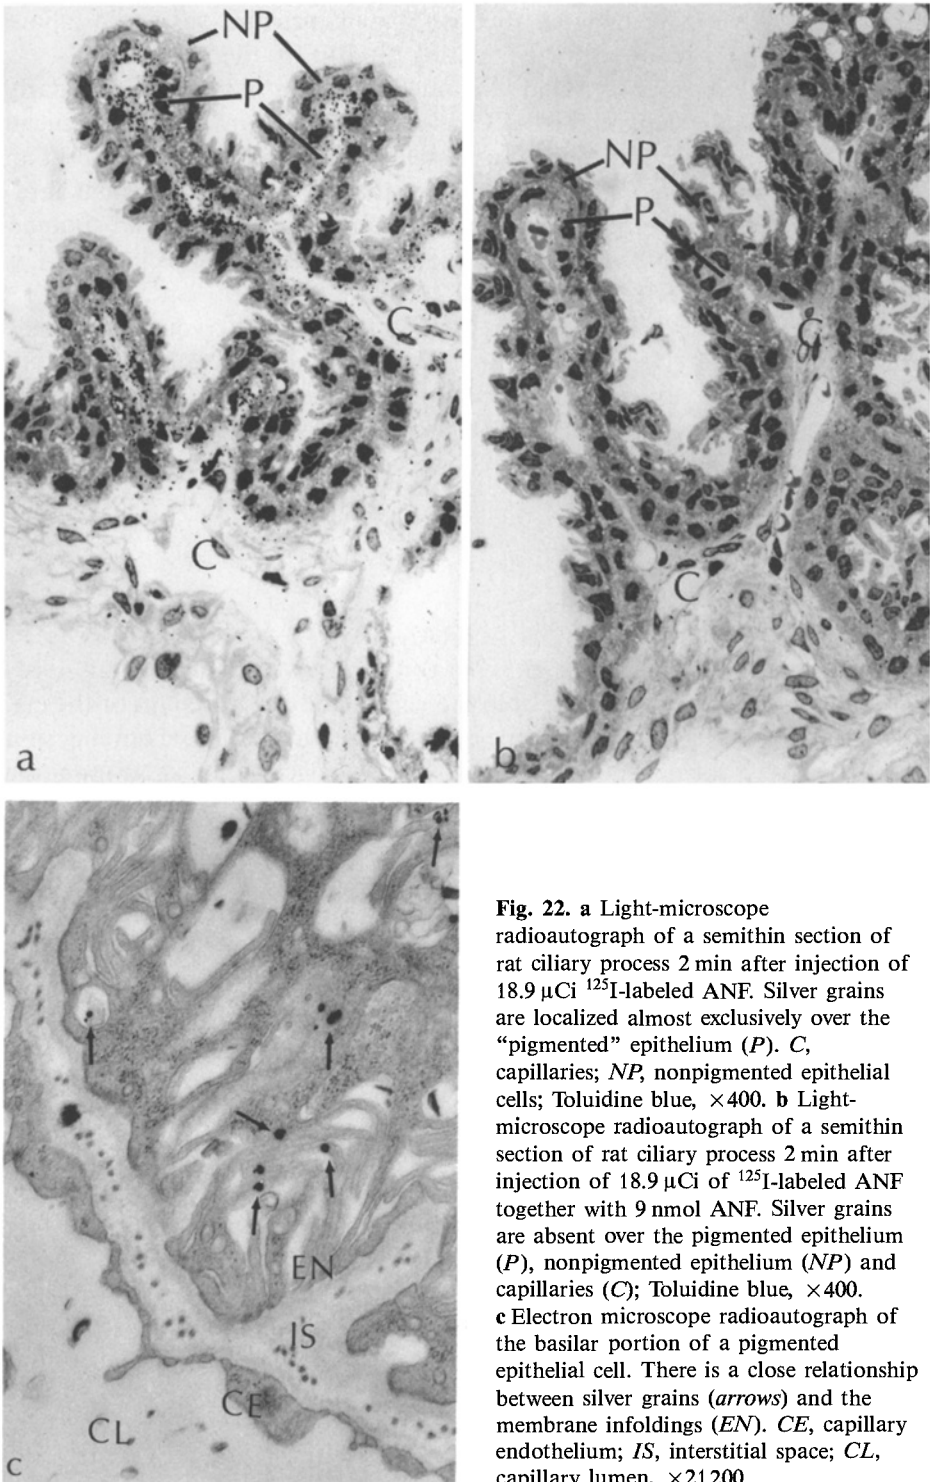 NP
P
C
C
a
NP
P
C
C
b
EN
IS
CE
CL
c
Fig. 22. a Light-microscope
radioautograph of a semithin section of
rat ciliary process 2 min after injection of
18.9 µCi ¹²⁵I-labeled ANF. Silver grains
are localized almost exclusively over the
“pigmented” epithelium (P). C,
capillaries; NP, nonpigmented epithelial
cells; Toluidine blue, ×400. b Light-
microscope radioautograph of a semithin
section of rat ciliary process 2 min after
injection of 18.9 µCi of ¹²⁵I-labeled ANF
together with 9 nmol ANF. Silver grains
are absent over the pigmented epithelium
(P), nonpigmented epithelium (NP) and
capillaries (C); Toluidine blue, ×400.
c Electron microscope radioautograph of
the basilar portion of a pigmented
epithelial cell. There is a close relationship
between silver grains (arrows) and the
membrane infoldings (EN). CE, capillary
endothelium; IS, interstitial space; CL,
capillary lumen, ×21200